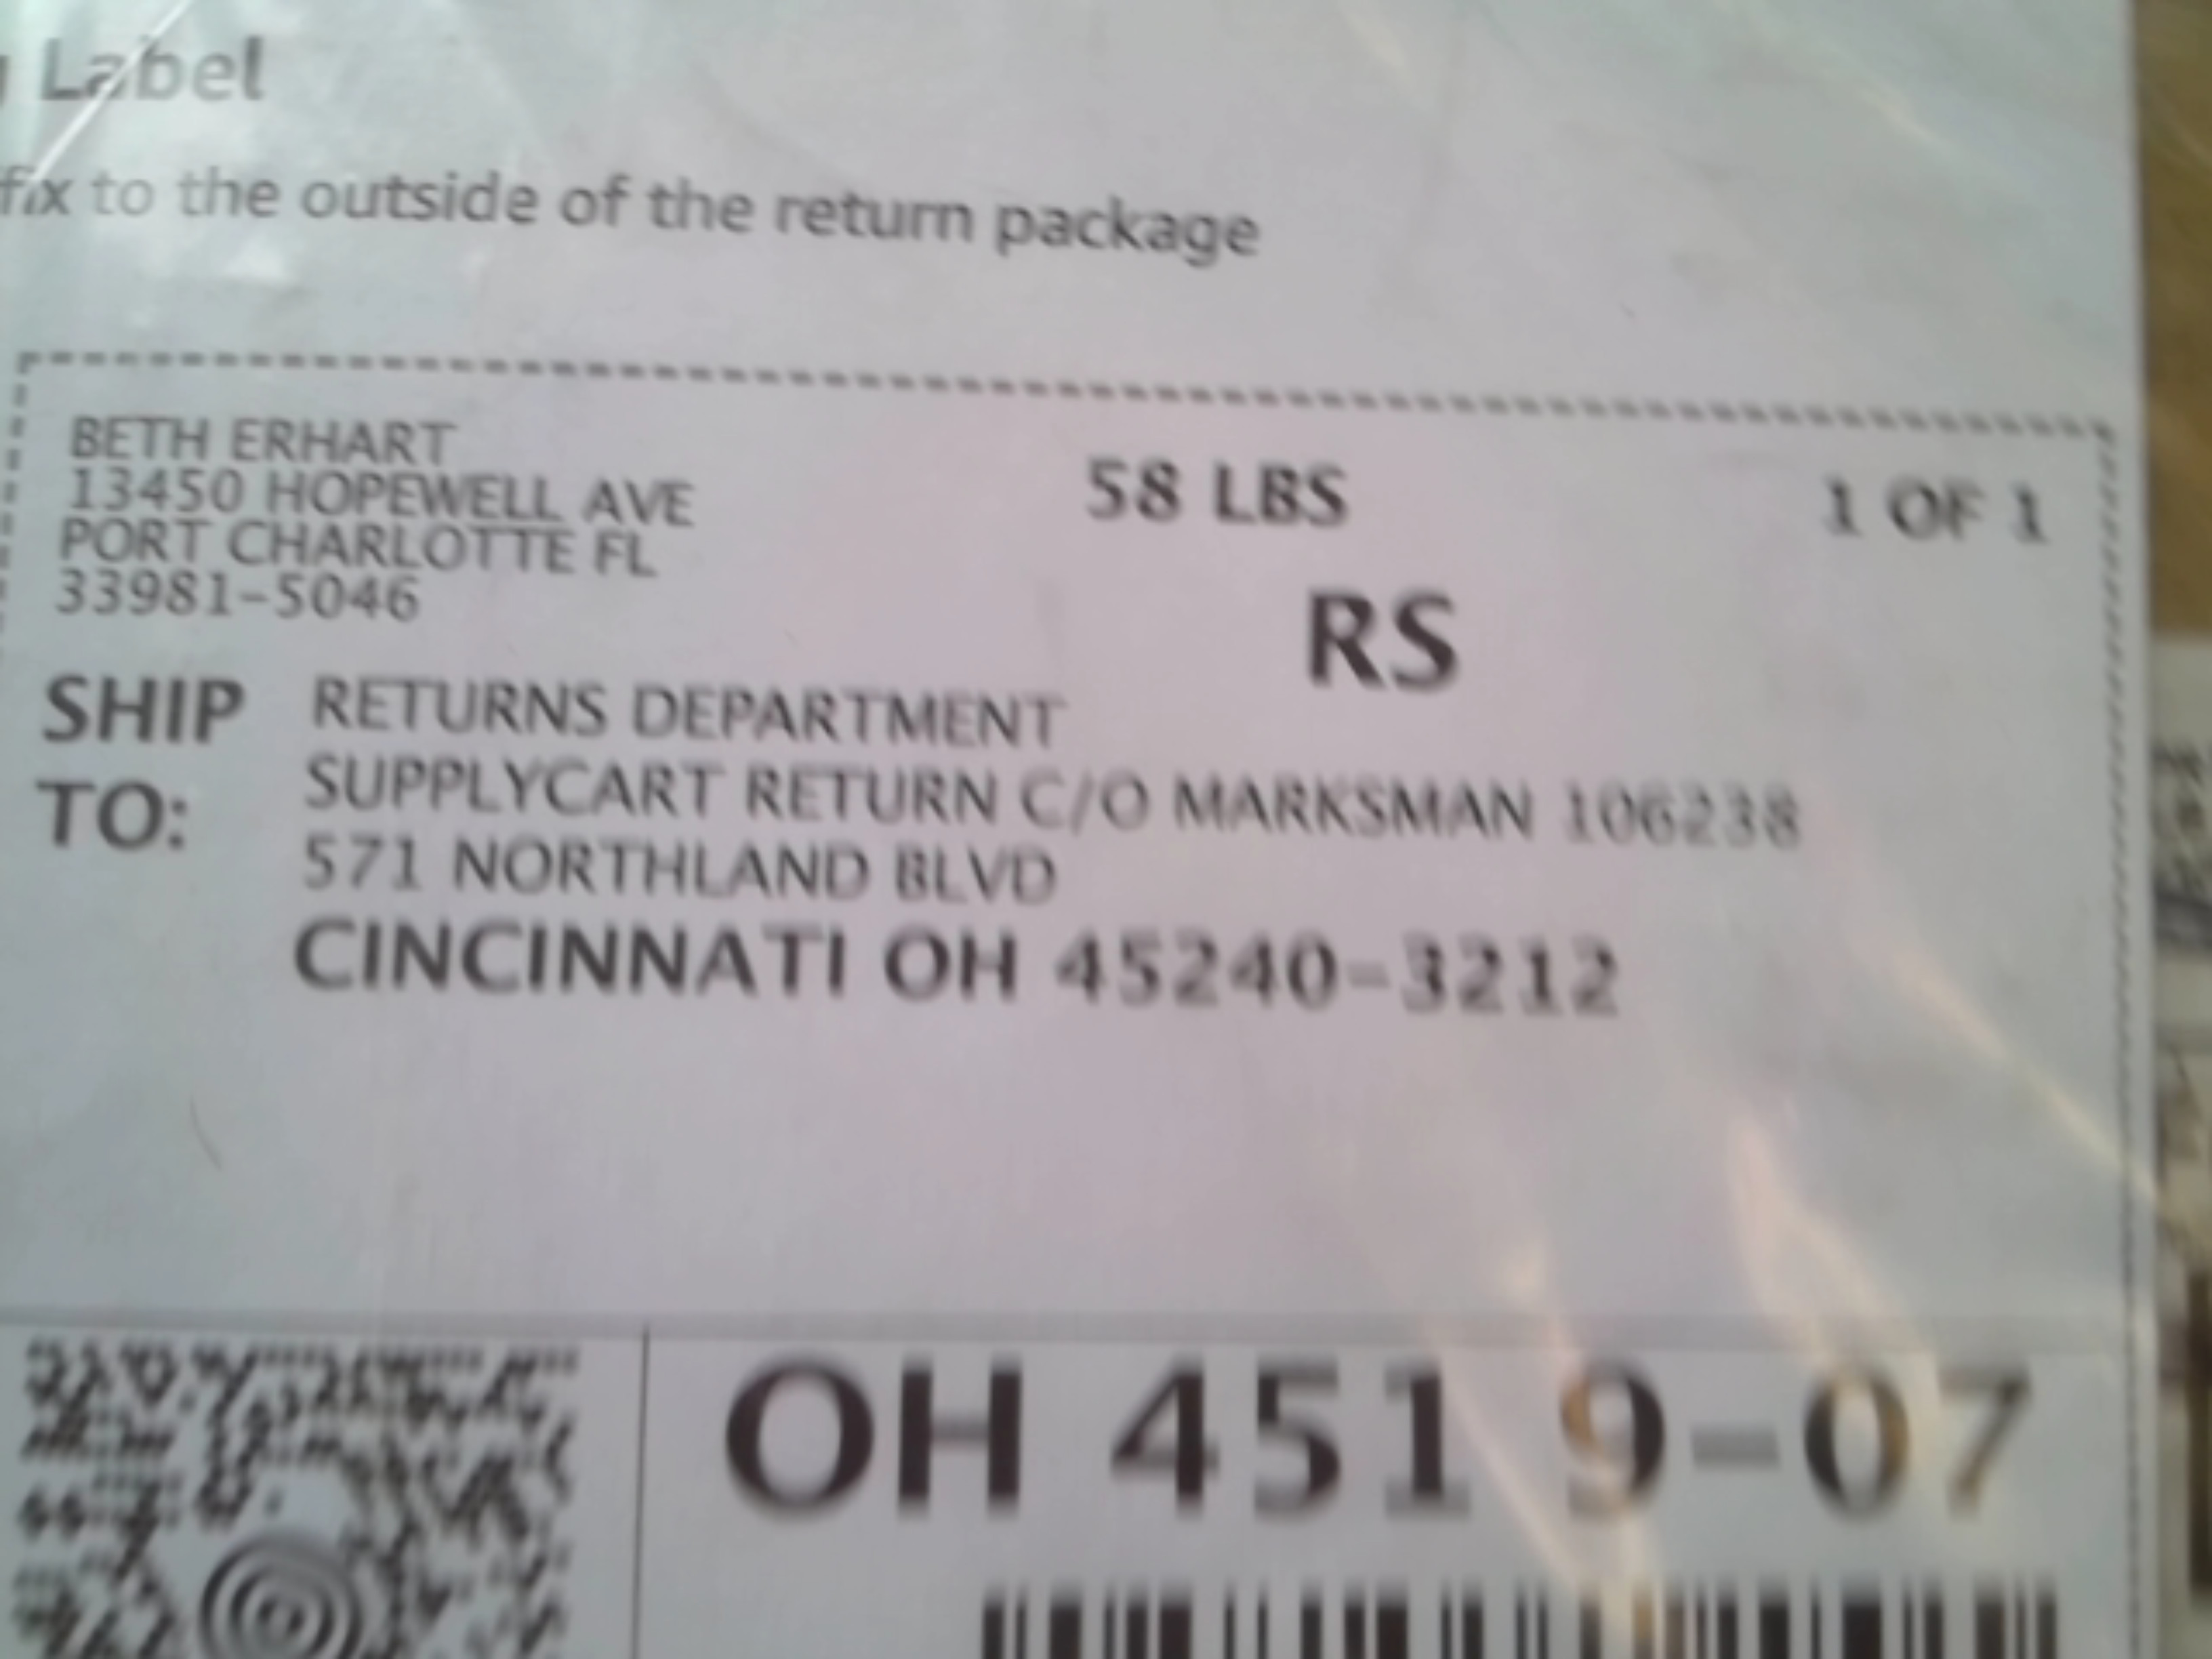 Label
fix to the outside of the return package
BETH ERHART
13450 HOPEWELL AVE
PORT CHARLOTTE FL
33981-5046
58 LBS
1 OF 1
RS
SHIP TO:
RETURNS DEPARTMENT
SUPPLYCART RETURN C/O MARKSMAN 106238
571 NORTHLAND BLVD
CINCINNATI OH 45240-3212
OH 451 9-07